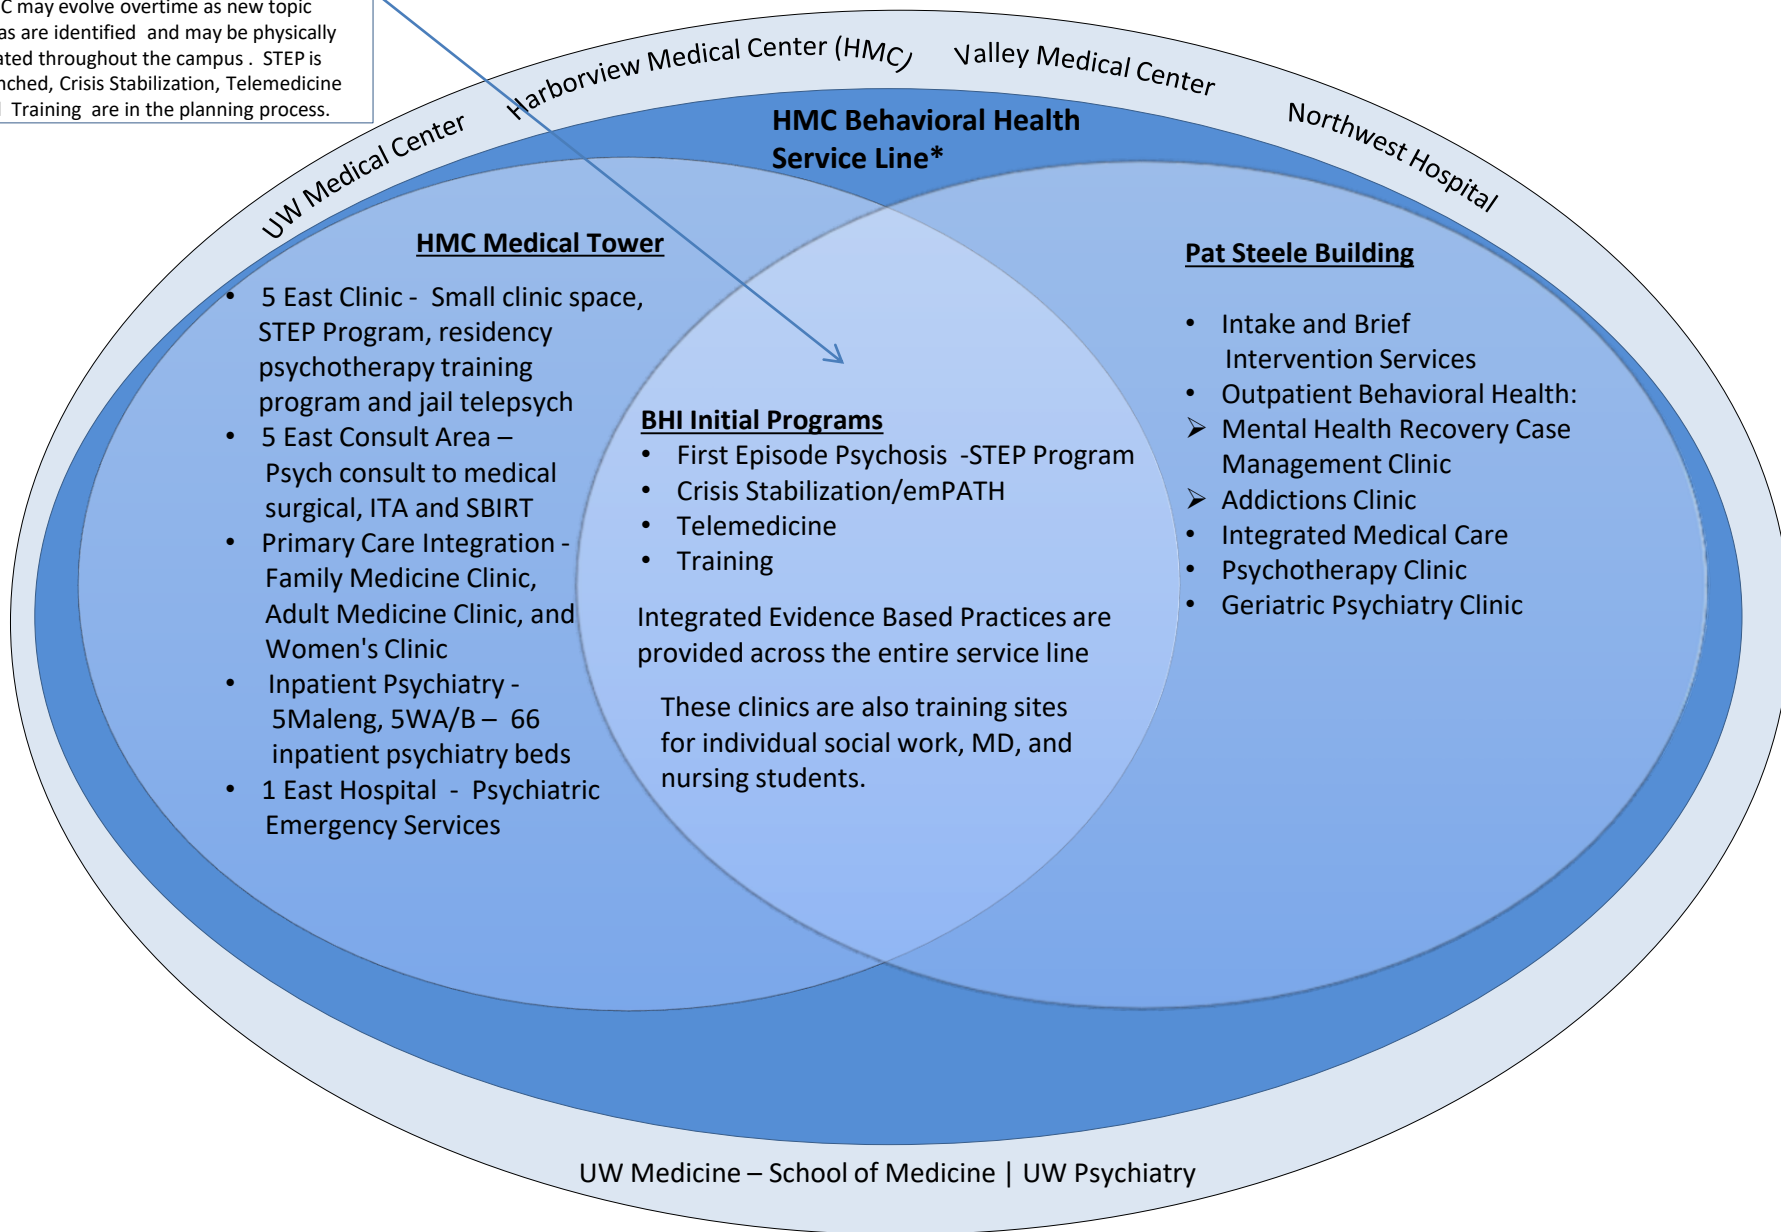 C may evolve overtime as new topic
as are identified and may be physically
ated throughout the campus . STEP is
nched, Crisis Stabilization, Telemedicine
Training are in the planning process.
UW Medical Center
Harborview Medical Center (HMC)
Valley Medical Center
Northwest Hospital
HMC Behavioral Health
Service Line*
HMC Medical Tower
• 5 East Clinic - Small clinic space,
STEP Program, residency
psychotherapy training
program and jail telepsych
• 5 East Consult Area –
Psych consult to medical
surgical, ITA and SBIRT
• Primary Care Integration -
Family Medicine Clinic,
Adult Medicine Clinic, and
Women's Clinic
• Inpatient Psychiatry -
5Maleng, 5WA/B – 66
inpatient psychiatry beds
• 1 East Hospital - Psychiatric
Emergency Services
BHI Initial Programs
• First Episode Psychosis -STEP Program
• Crisis Stabilization/emPATH
• Telemedicine
• Training
Integrated Evidence Based Practices are
provided across the entire service line
These clinics are also training sites
for individual social work, MD, and
nursing students.
Pat Steele Building
• Intake and Brief
Intervention Services
• Outpatient Behavioral Health:
➢ Mental Health Recovery Case
Management Clinic
➢ Addictions Clinic
• Integrated Medical Care
• Psychotherapy Clinic
• Geriatric Psychiatry Clinic
UW Medicine – School of Medicine | UW Psychiatry